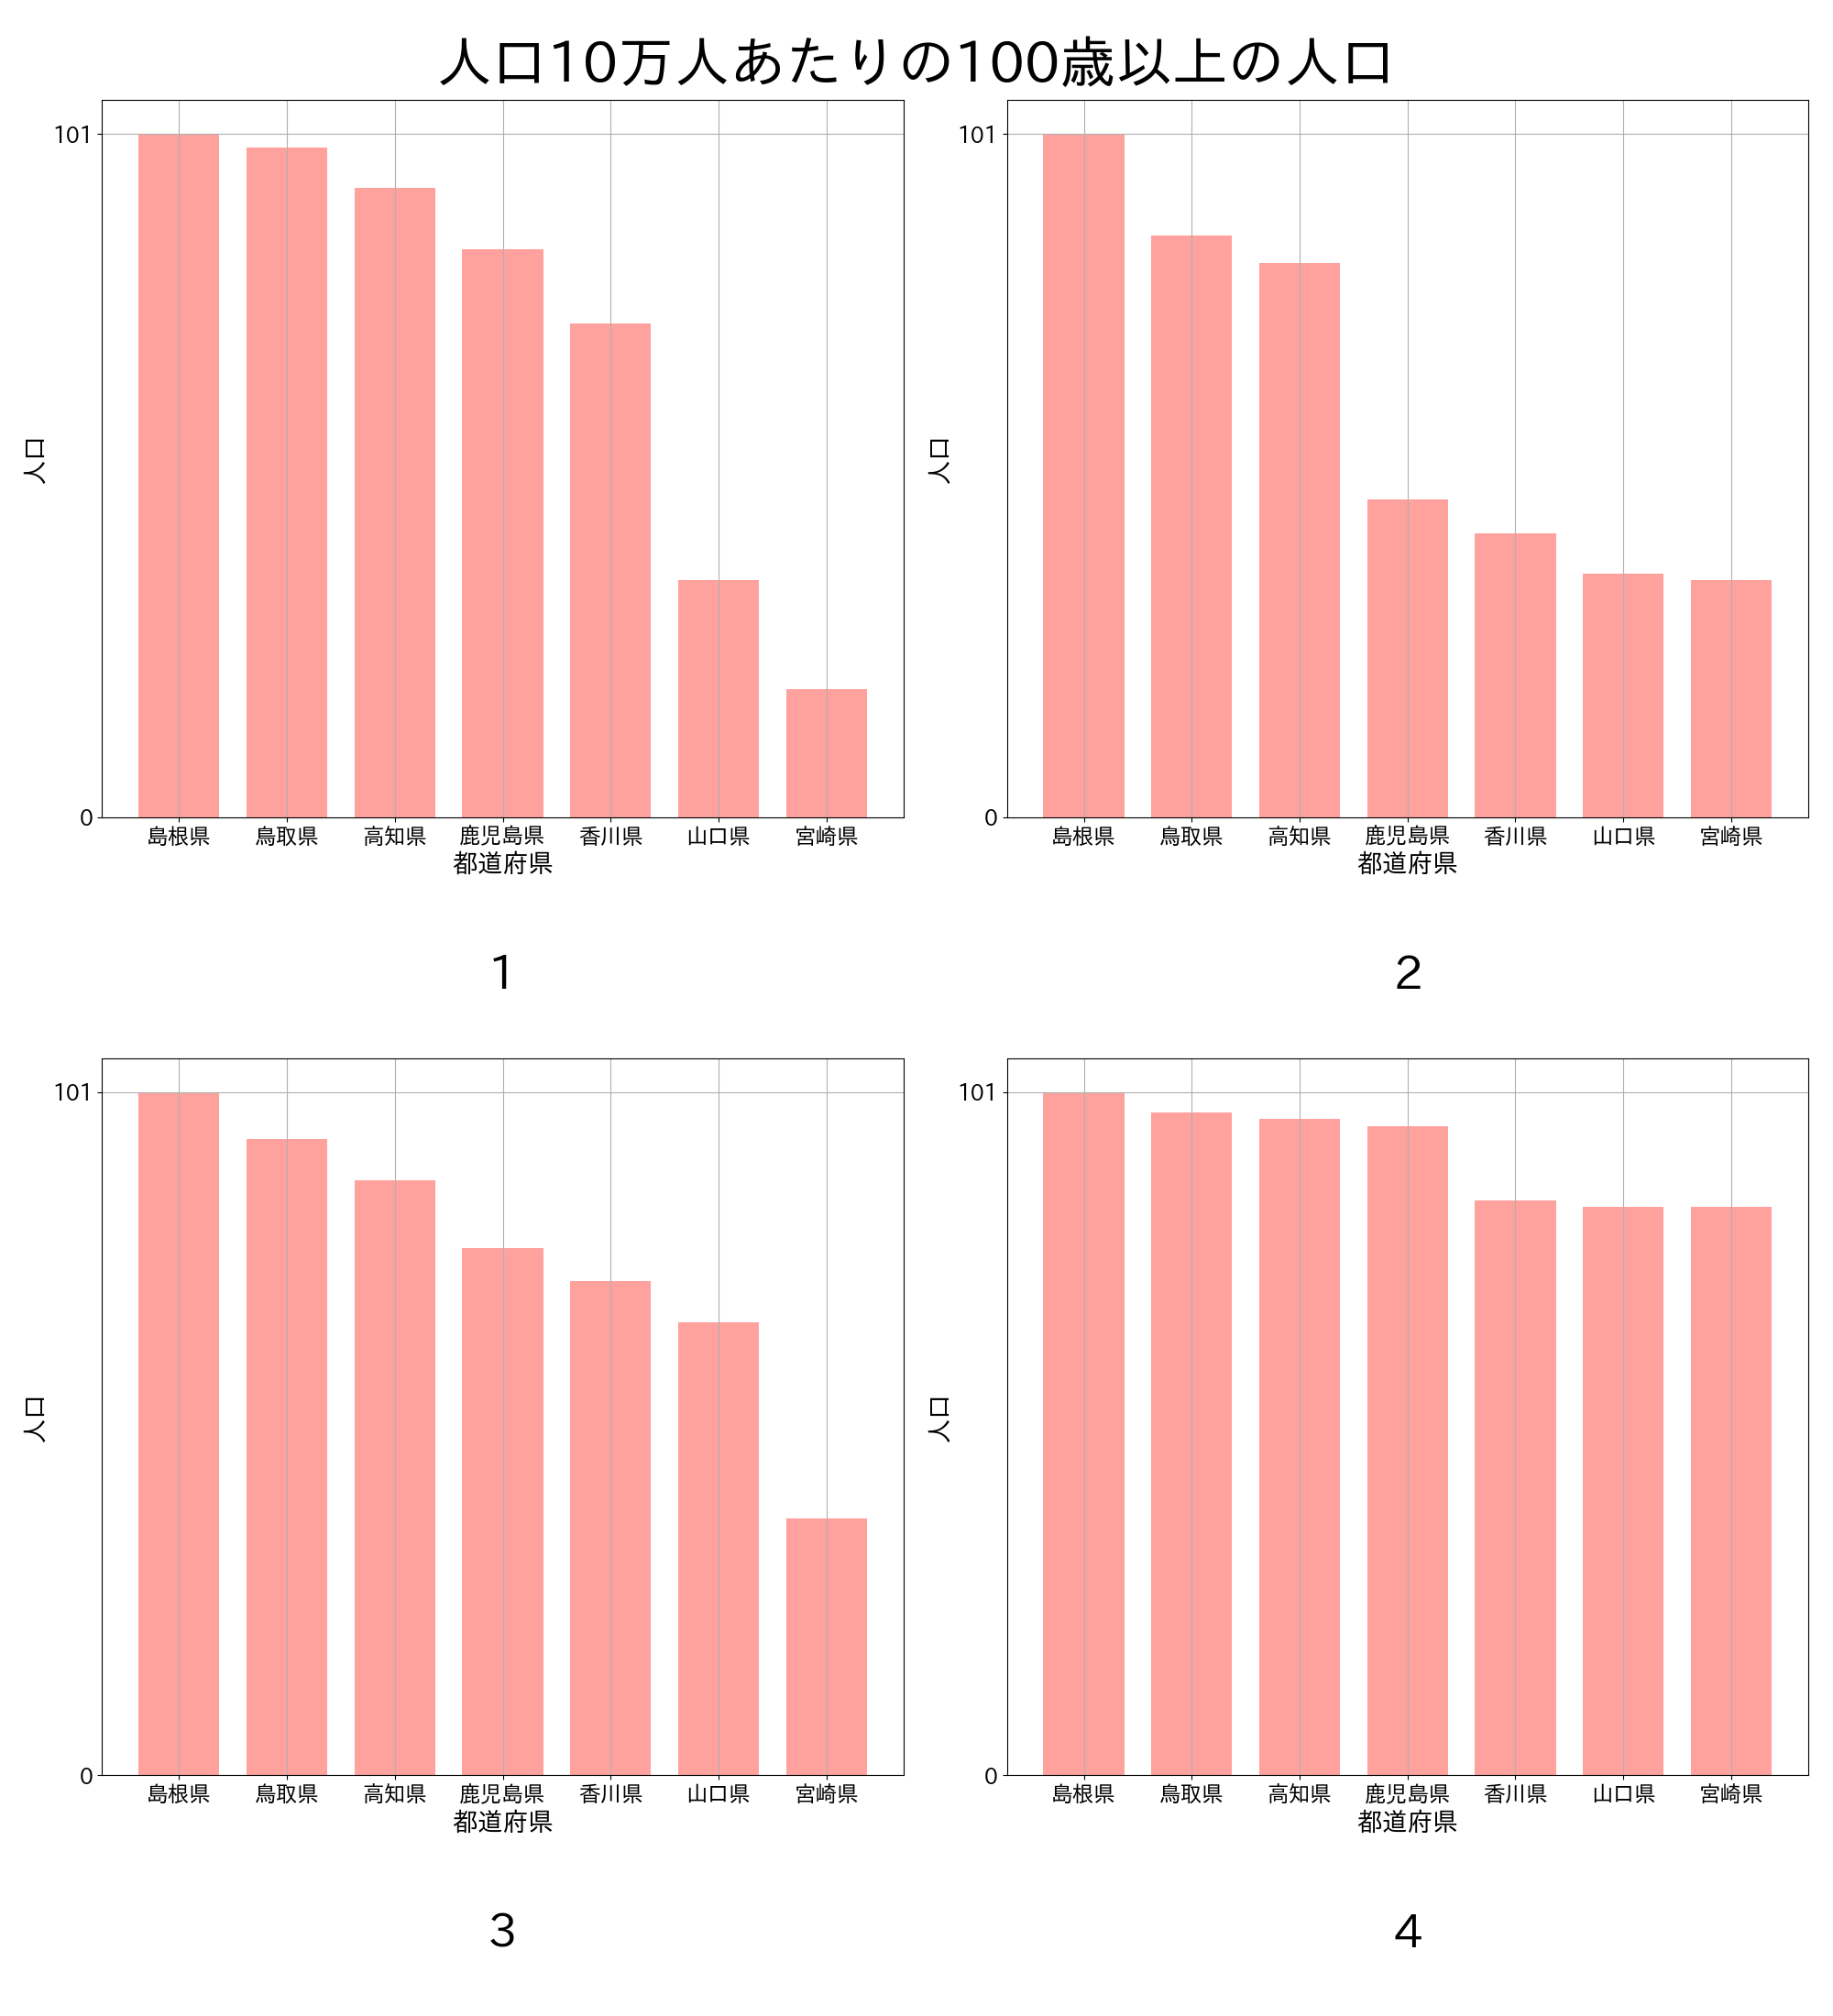 人口10万人あたりの100歳以上の人口
101
0
人口
島根県 鳥取県 高知県 鹿児島県 香川県 山口県 宮崎県
都道府県
1
101
0
人口
島根県 鳥取県 高知県 鹿児島県 香川県 山口県 宮崎県
都道府県
2
101
0
人口
島根県 鳥取県 高知県 鹿児島県 香川県 山口県 宮崎県
都道府県
3
101
0
人口
島根県 鳥取県 高知県 鹿児島県 香川県 山口県 宮崎県
都道府県
4